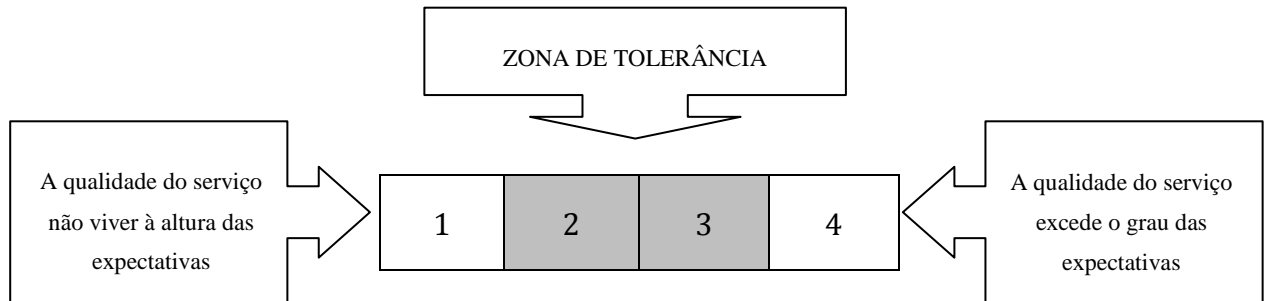 ZONA DE TOLERÂNCIA
A qualidade do serviço
não viver à altura das
expectativas
1 2 3 4
A qualidade do serviço
excede o grau das
expectativas